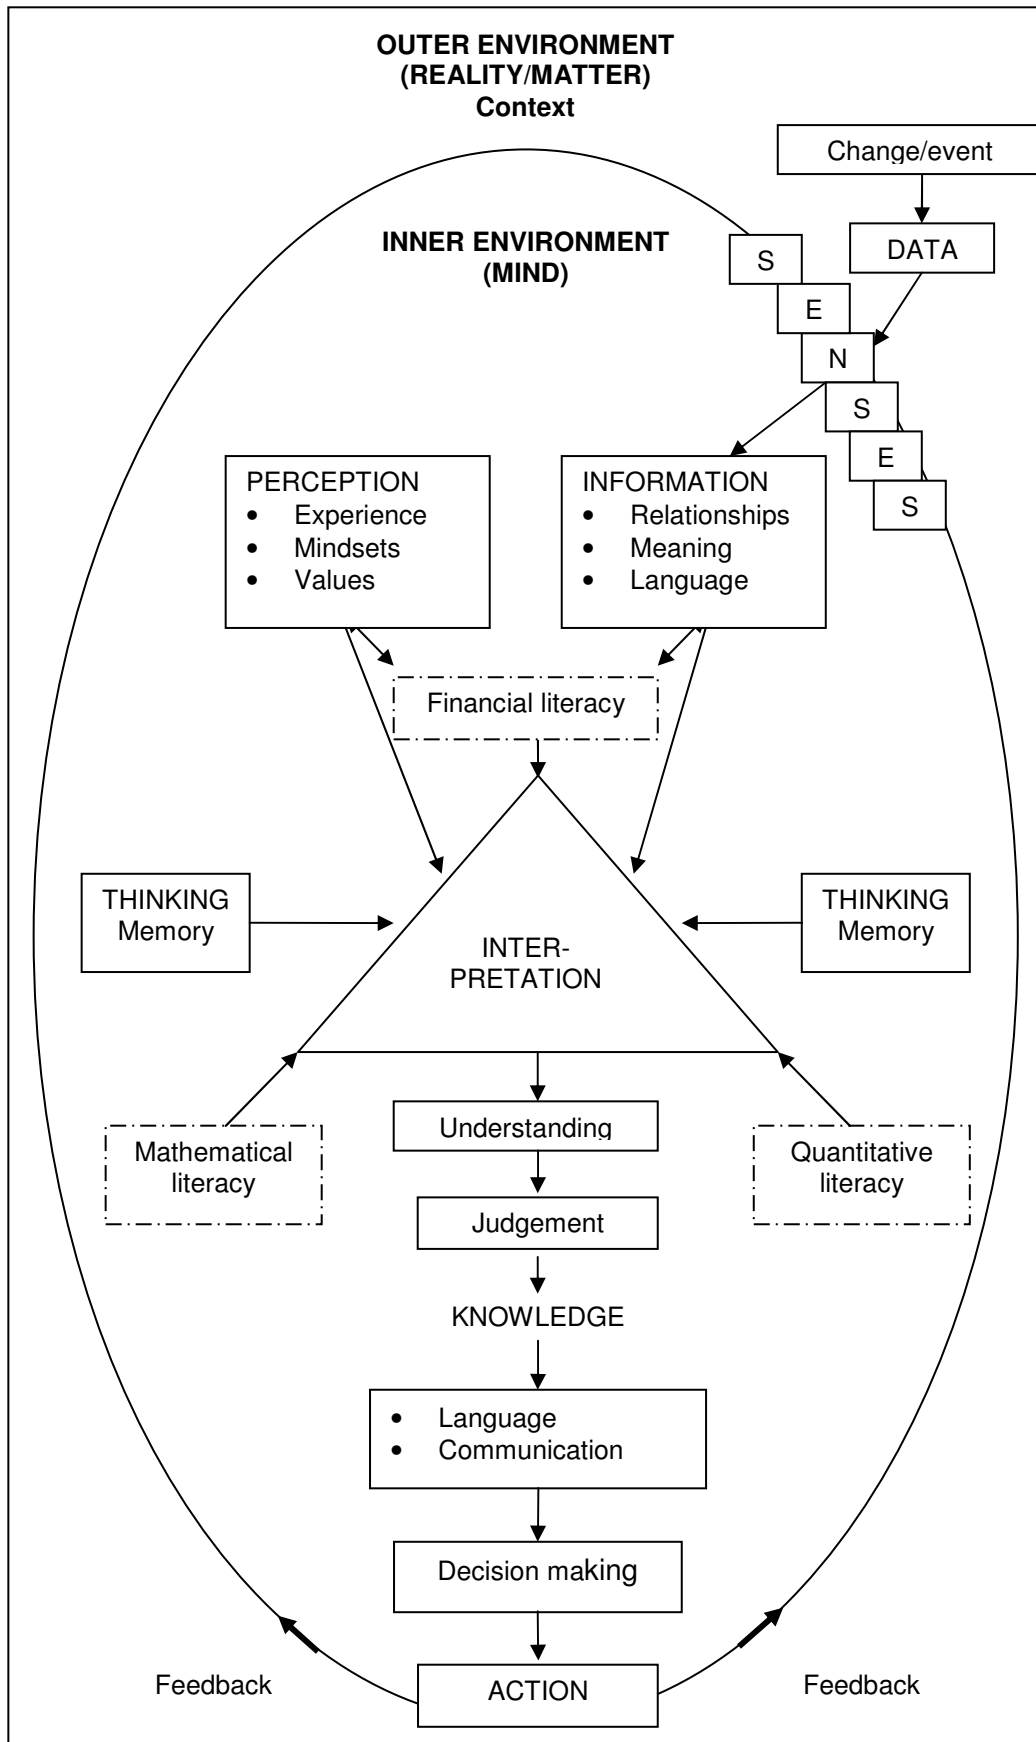 OUTER ENVIRONMENT
(REALITY/MATTER)
Context
Change/event
DATA
INNER ENVIRONMENT
(MIND)
S
E
N
S
E
S
PERCEPTION
• Experience
• Mindsets
• Values
INFORMATION
• Relationships
• Meaning
• Language
Financial literacy
THINKING
Memory
INTER-
PRETATION
THINKING
Memory
Mathematical
literacy
Understanding
Quantitative
literacy
Judgement
KNOWLEDGE
• Language
• Communication
Decision making
Feedback
ACTION
Feedback